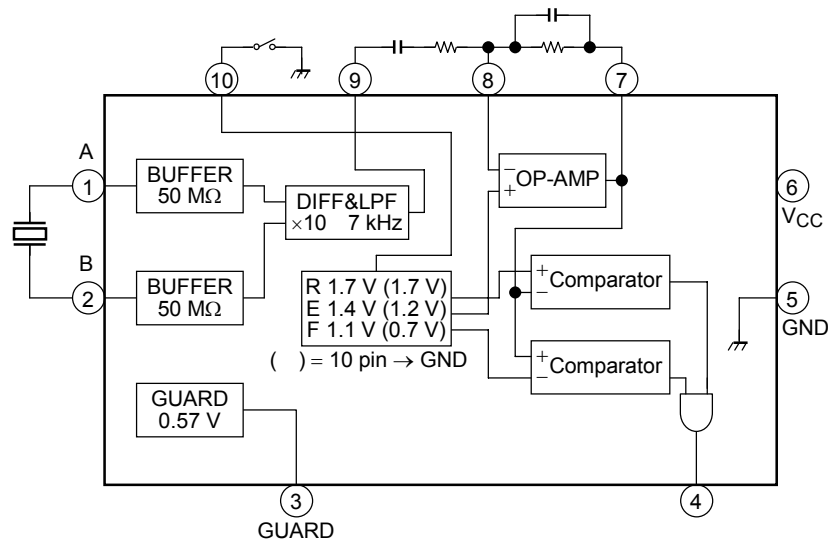 10
9
8
7
A
1
BUFFER
50 MΩ
DIFF&LPF
×10 7 kHz
−
+
OP-AMP
6
VCC
B
2
BUFFER
50 MΩ
R 1.7 V (1.7 V)
E 1.4 V (1.2 V)
F 1.1 V (0.7 V)
( ) = 10 pin → GND
+
−
Comparator
5
GND
+
−
Comparator
GUARD
0.57 V
3
GUARD
4